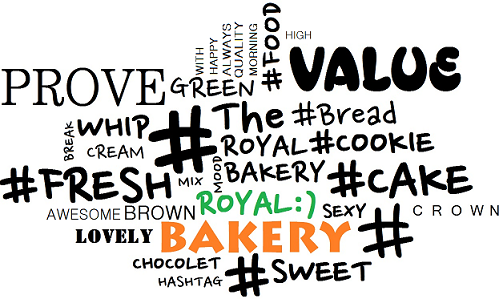 WITH HAPPY ALWAYS QUALITY MORNING #FOOD HIGH
PROVE GREEN VALUE
BREAK WHIP # The #Bread
CREAM MOOD ROYAL #COOKIE
#FRESH MIX BAKERY #CAKE
AWESOME BROWN ROYAL:) SEXY CROWN
LOVELY BAKERY #
CHOCOLET #SWEET
HASHTAG